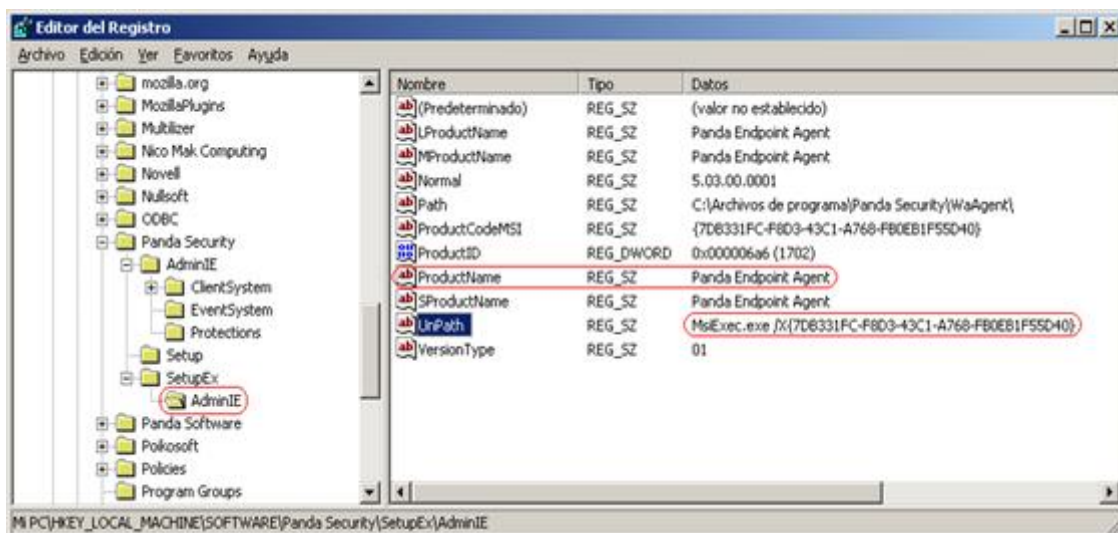 Editor del Registro
Archivo Edición Ver Favoritos Ayuda
mozilla.org
MozillaPlugins
Multilizer
Nico Mak Computing
Novell
Nullsoft
ODBC
Panda Security
AdminIE
ClientSystem
EventSystem
Protections
Setup
SetupEx
AdminIE
Panda Software
Poikosoft
Policies
Program Groups
Nombre Tipo Datos
(Predeterminado) REG_SZ (valor no establecido)
LProductName REG_SZ Panda Endpoint Agent
MProductName REG_SZ Panda Endpoint Agent
Normal REG_SZ 5.03.00.0001
Path REG_SZ C:\Archivos de programa\Panda Security\WaAgent\
ProductCodeMSI REG_SZ {7DB331FC-F8D3-43C1-A768-FB0EB1F55D40}
ProductID REG_DWORD 0x000006a6 (1702)
ProductName REG_SZ Panda Endpoint Agent
SProductName REG_SZ Panda Endpoint Agent
UnPath REG_SZ MsiExec.exe /X{7DB331FC-F8D3-43C1-A768-FB0EB1F55D40}
VersionType REG_SZ 01
Mi PC\HKEY_LOCAL_MACHINE\SOFTWARE\Panda Security\SetupEx\AdminIE